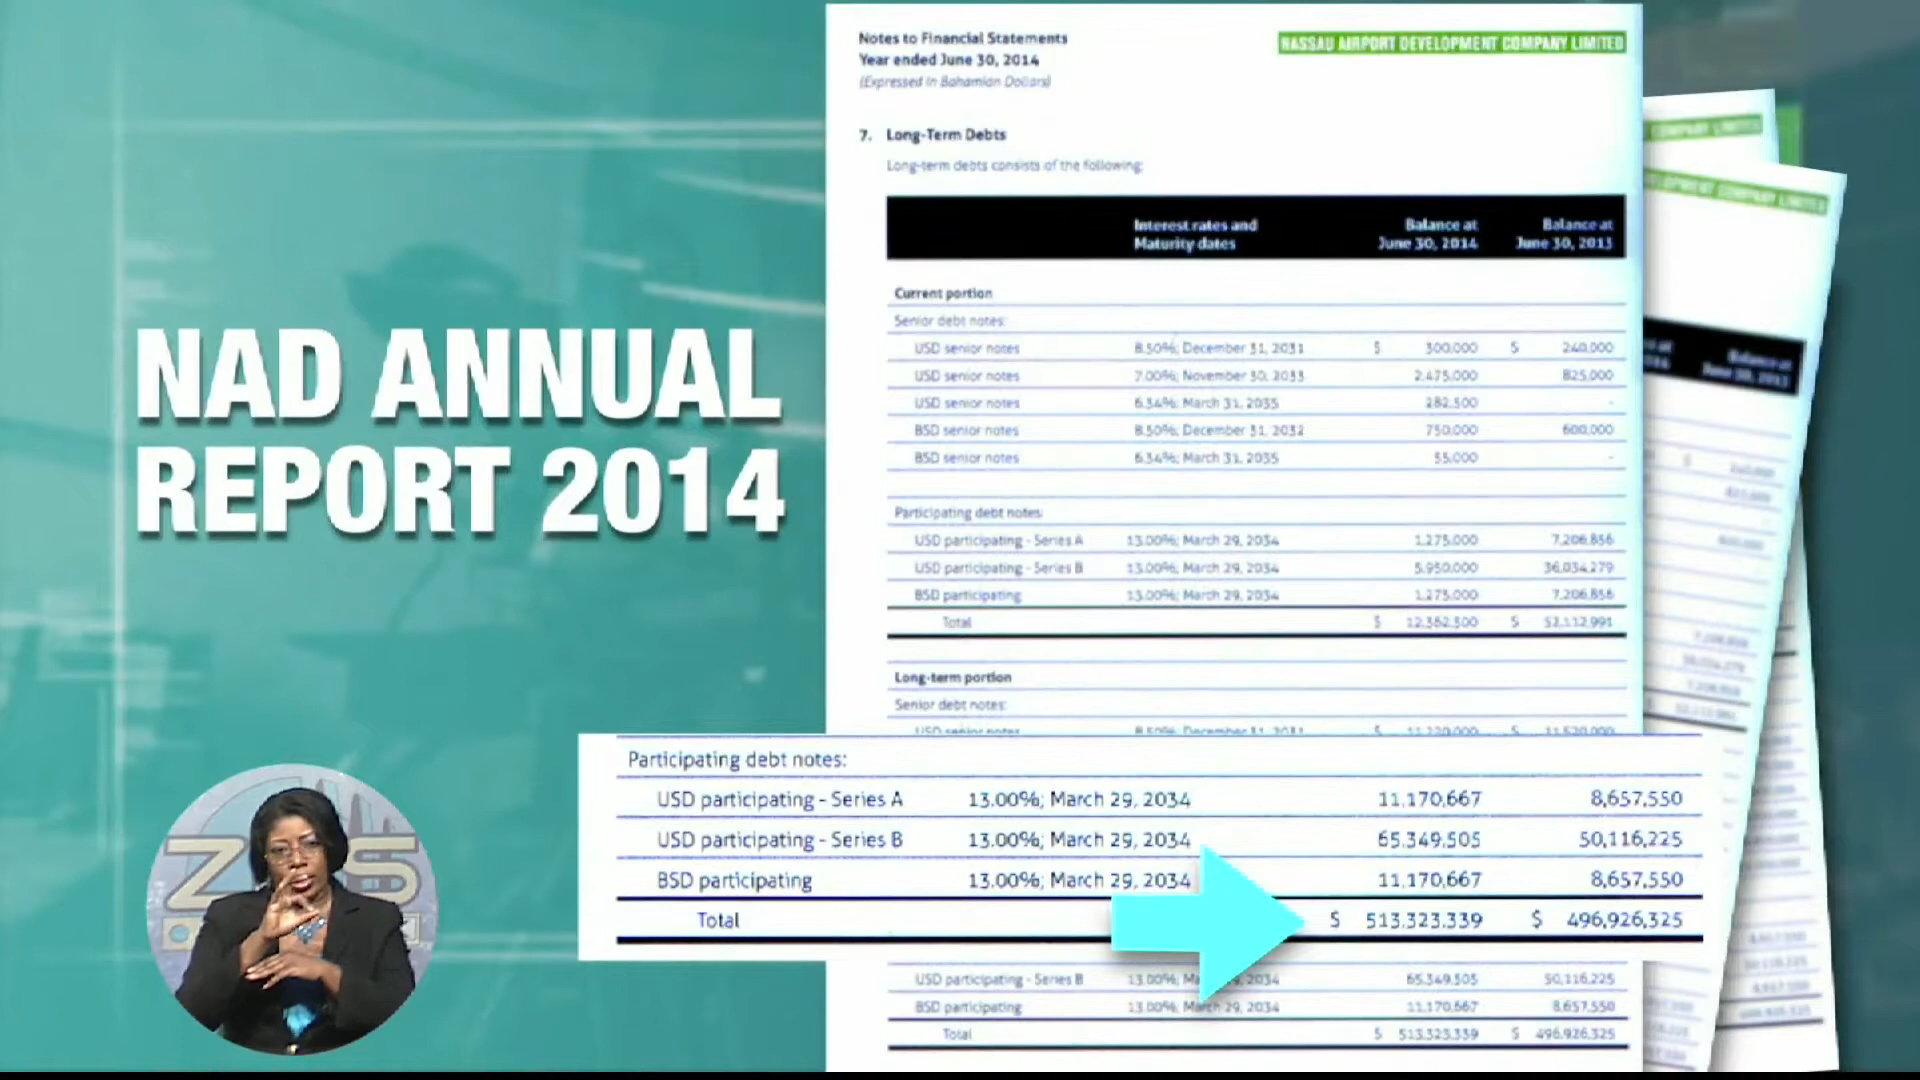 NAD ANNUAL
REPORT 2014
Notes to Financial Statements
Year ended June 30, 2014
(Expressed in Bahamian Dollars)
NASSAU AIRPORT DEVELOPMENT COMPANY LIMITED
7. Long-Term Debts
Long-term debts consists of the following:
Interest rates and Maturity dates Balance at June 30, 2014 Balance at June 30, 2013
Current portion
Senior debt notes:
USD senior notes 8.50%; December 31, 2031 $ 300,000 $ 240,000
USD senior notes 7.00%; November 30, 2033 2,475,000 825,000
USD senior notes 6.34%; March 31, 2035 282,500 -
BSD senior notes 8.50%; December 31, 2032 750,000 600,000
BSD senior notes 6.34%; March 31, 2035 55,000 -
Participating debt notes:
USD participating - Series A 13.00%; March 29, 2034 1,275,000 7,206,856
USD participating - Series B 13.00%; March 29, 2034 5,950,000 36,034,279
BSD participating 13.00%; March 29, 2034 1,275,000 7,206,856
Total $ 12,362,500 $ 52,112,991
Long-term portion
Senior debt notes:
Participating debt notes:
USD participating - Series A 13.00%; March 29, 2034 11,170,667 8,657,550
USD participating - Series B 13.00%; March 29, 2034 65,349,505 50,116,225
BSD participating 13.00%; March 29, 2034 11,170,667 8,657,550
Total $ 513,323,339 $ 496,926,325
USD participating - Series B 13.00%; March 29, 2034 65,349,505 50,116,225
BSD participating 13.00%; March 29, 2034 11,170,667 8,657,550
Total $ 513,323,339 $ 496,926,325